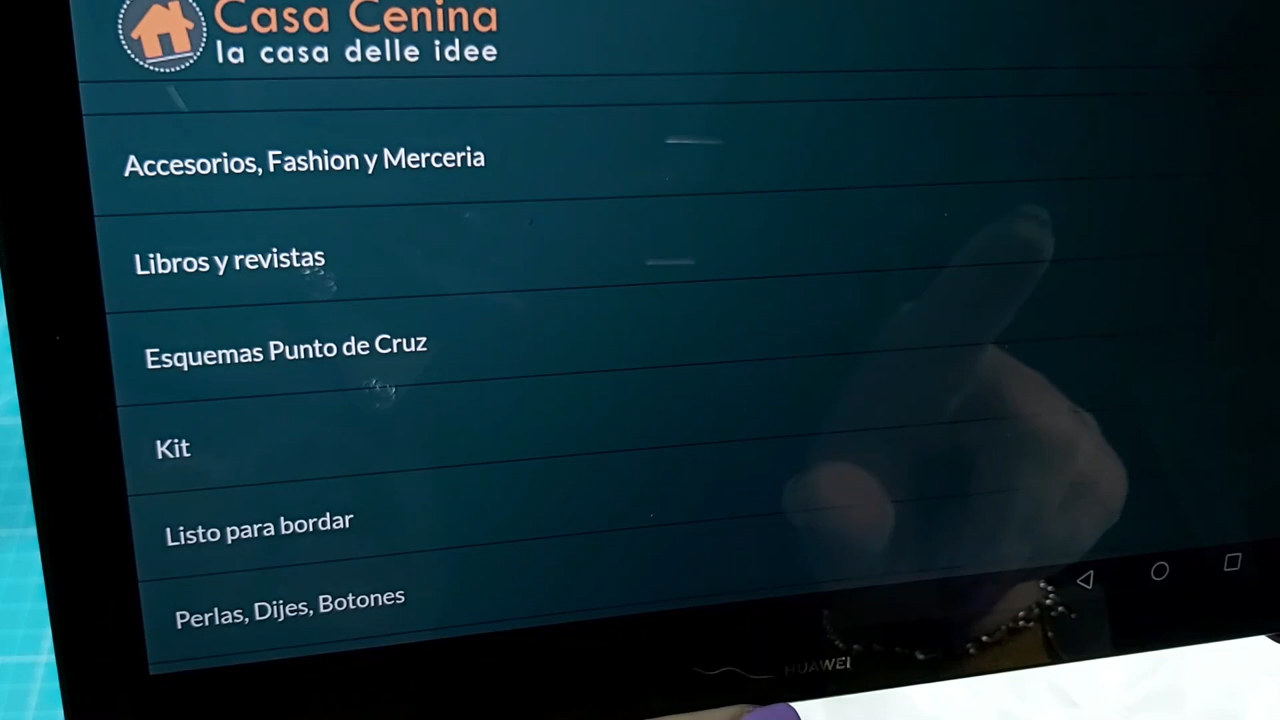 Casa Cenina
la casa delle idee
Accesorios, Fashion y Merceria
Libros y revistas
Esquemas Punto de Cruz
Kit
Listo para bordar
Perlas, Dijes, Botones
HUAWEI